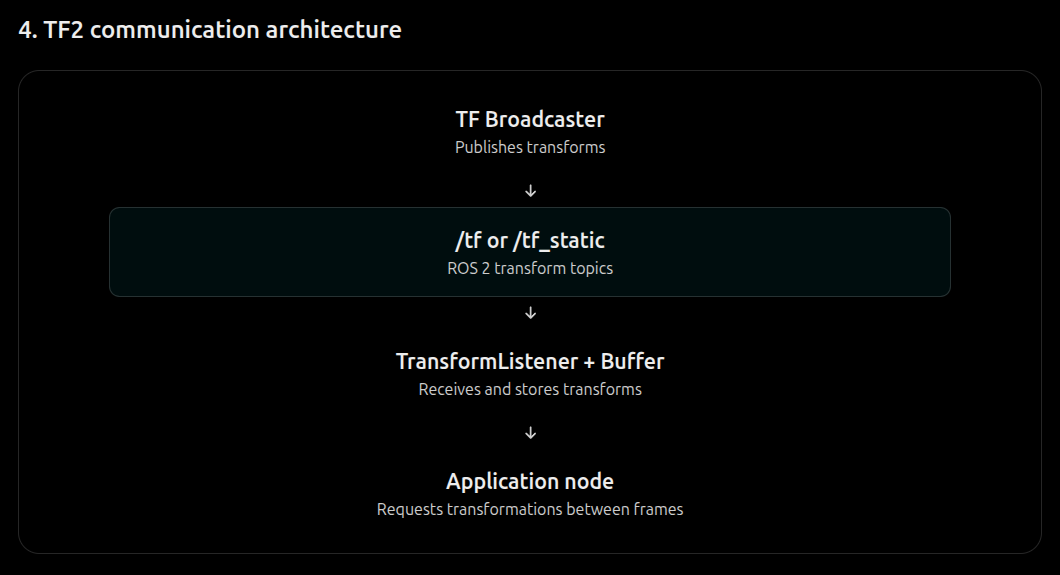 4. TF2 communication architecture
TF Broadcaster
Publishes transforms
↓
/tf or /tf_static
ROS 2 transform topics
↓
TransformListener + Buffer
Receives and stores transforms
↓
Application node
Requests transformations between frames